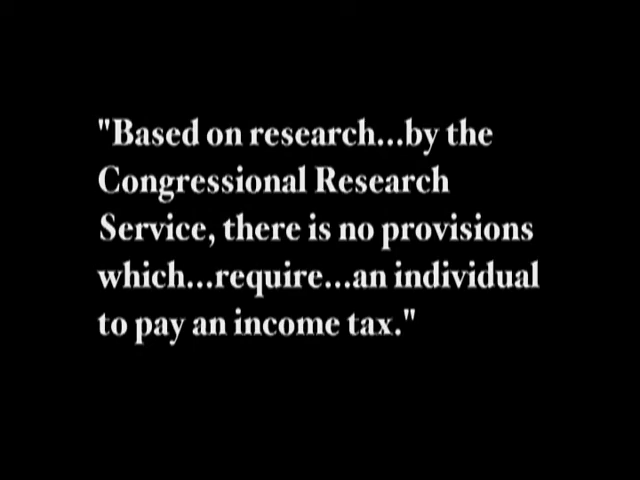 "Based on research...by the
Congressional Research
Service, there is no provisions
which...require...an individual
to pay an income tax."